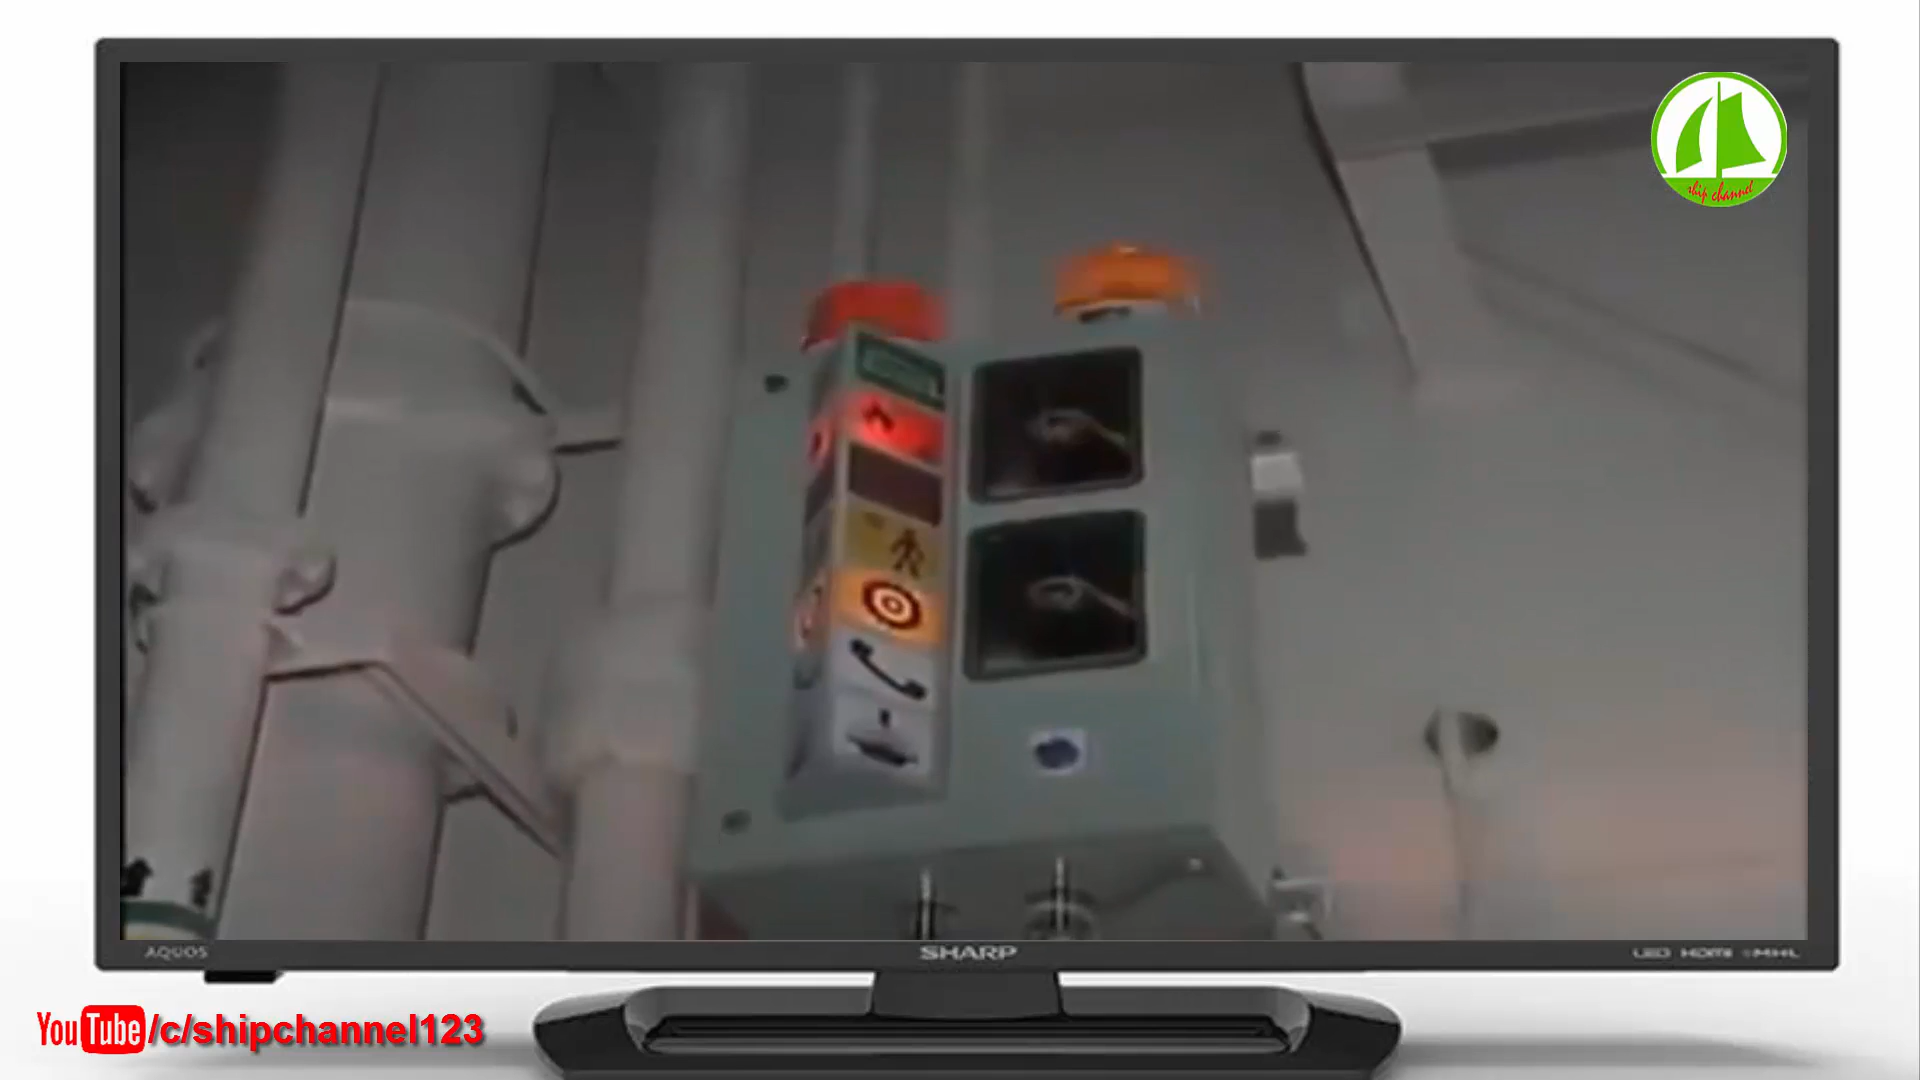 ship channel
AQUOS
SHARP
LED HDMI MHL
YouTube/c/shipchannel123